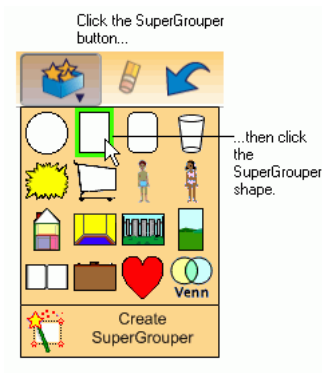 Click the SuperGrouper
button...
...then click
the
SuperGrouper
shape.
Venn
Create
SuperGrouper